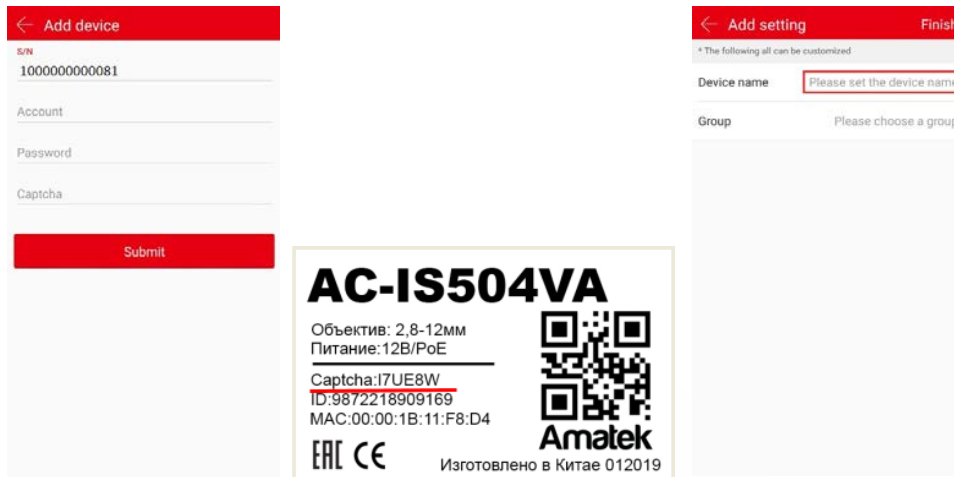 Add device
S/N
1000000000081
Account
Password
Captcha
Submit
AC-IS504VA
Объектив: 2,8-12мм
Питание:12В/PoE
Captcha:I7UE8W
ID:9872218909169
MAC:00:00:1B:11:F8:D4
EAC CE
Amatek
Изготовлено в Китае 012019
Add setting
Finish
* The following all can be customized
Device name
Please set the device name
Group
Please choose a group